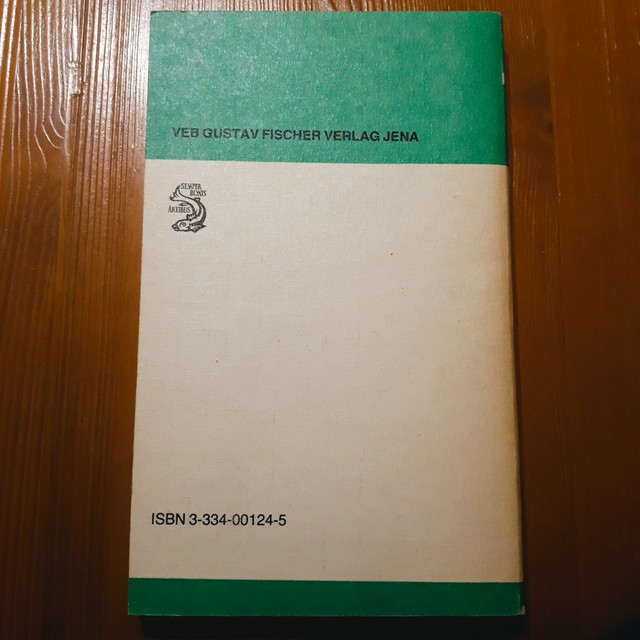 VEB GUSTAV FISCHER VERLAG JENA
SEMPER
BONIS
ARTIBUS
ISBN 3-334-00124-5